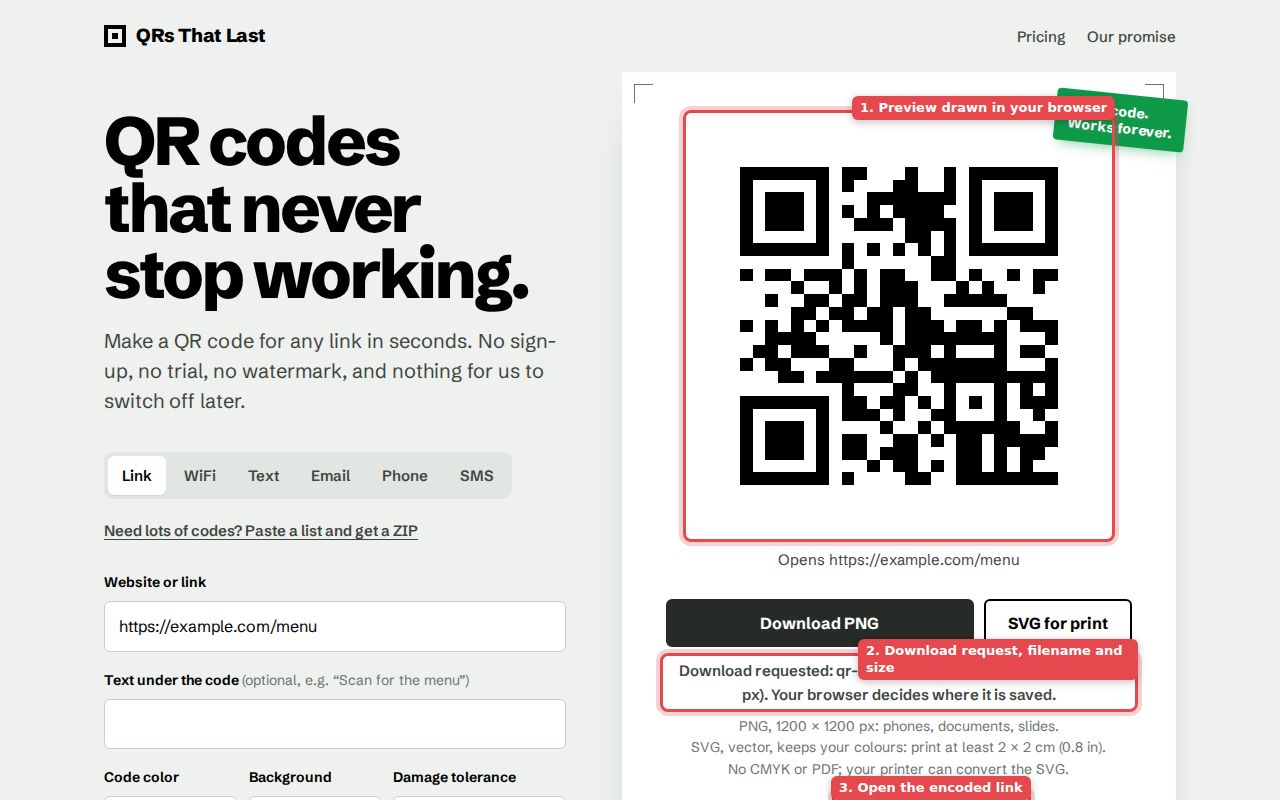 QRs That Last
Pricing
Our promise
1. Preview drawn in your browser
code.
Works forever.
QR codes
that never
stop working.
Make a QR code for any link in seconds. No sign-
up, no trial, no watermark, and nothing for us to
switch off later.
Link
WiFi
Text
Email
Phone
SMS
Need lots of codes? Paste a list and get a ZIP
Website or link
https://example.com/menu
Text under the code (optional, e.g. “Scan for the menu”)
Code color
Background
Damage tolerance
Opens https://example.com/menu
Download PNG
SVG for print
2. Download request, filename and
size
Download requested: qr-
px). Your browser decides where it is saved.
PNG, 1200 × 1200 px: phones, documents, slides.
SVG, vector, keeps your colours: print at least 2 × 2 cm (0.8 in).
No CMYK or PDF; your printer can convert the SVG.
3. Open the encoded link